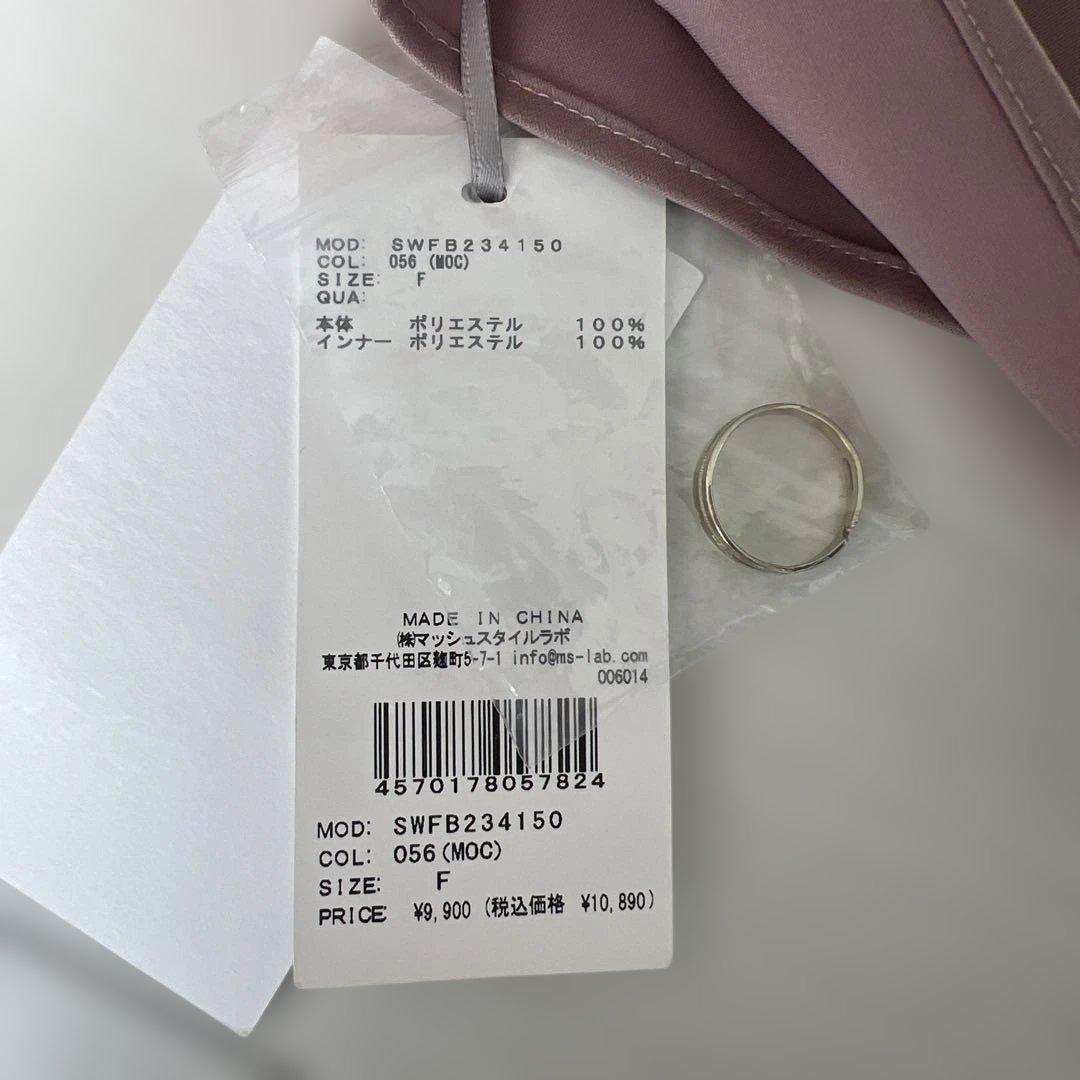 MOD: SWFB234150
COL: 056 (MOC)
SIZE: F
QUA:
本体 ポリエステル 100%
インナー ポリエステル 100%
MADE IN CHINA
㈱マッシュスタイルラボ
東京都千代田区麹町5-7-1 info@ms-lab.com
006014
4570178057824
MOD: SWFB234150
COL: 056(MOC)
SIZE: F
PRICE: ¥9,900 (税込価格 ¥10,890)